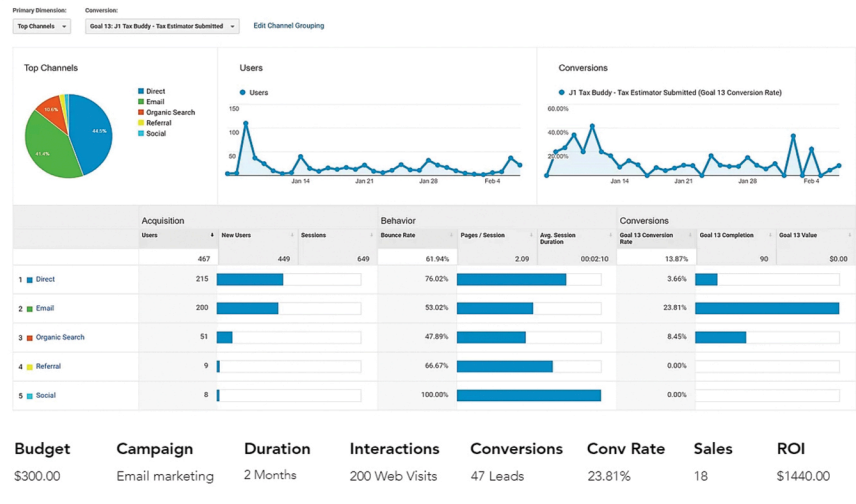 Primary Dimension: Conversion:
Top Channels Goal 13: J1 Tax Buddy - Tax Estimator Submitted Edit Channel Grouping
Top Channels
Direct
Email
Organic Search
Referral
Social
44.5%
41.4%
10.6%
Users
Users
150
100
50
Jan 14 Jan 21 Jan 28 Feb 4
Conversions
J1 Tax Buddy - Tax Estimator Submitted (Goal 13 Conversion Rate)
60.00%
40.00%
20.00%
Jan 14 Jan 21 Jan 28 Feb 4
Acquisition Behavior Conversions
Users New Users Sessions Bounce Rate Pages / Session Avg. Session Duration Goal 13 Conversion Rate Goal 13 Completion Goal 13 Value
467 449 649 61.94% 2.09 00:02:10 13.87% 90 $0.00
1 Direct 215 76.02% 3.66%
2 Email 200 53.02% 23.81%
3 Organic Search 51 47.89% 8.45%
4 Referral 9 66.67% 0.00%
5 Social 8 100.00% 0.00%
Budget Campaign Duration Interactions Conversions Conv Rate Sales ROI
$300.00 Email marketing 2 Months 200 Web Visits 47 Leads 23.81% 18 $1440.00